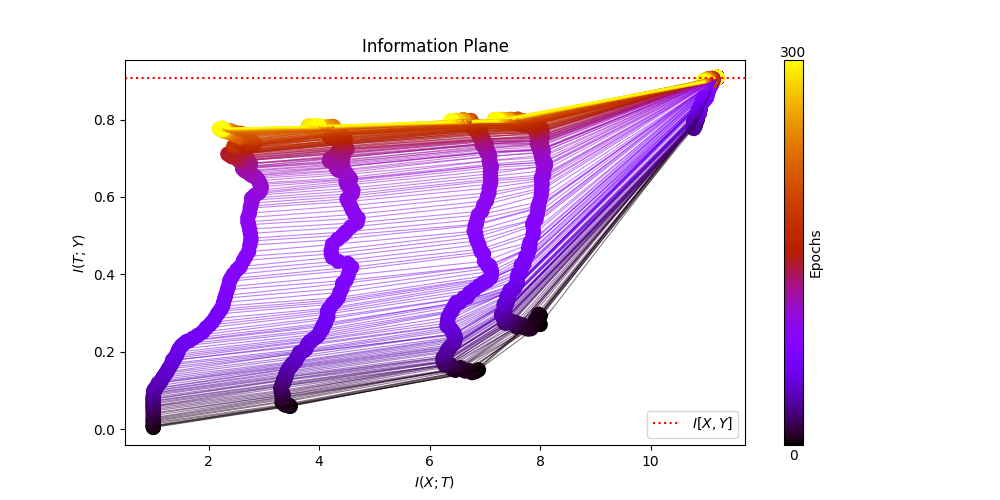 Information Plane
300
0.8
0.6
0.4
0.2
0.0
I(T; Y)
2
4
6
8
10
I(X; T)
I[X, Y]
Epochs
0